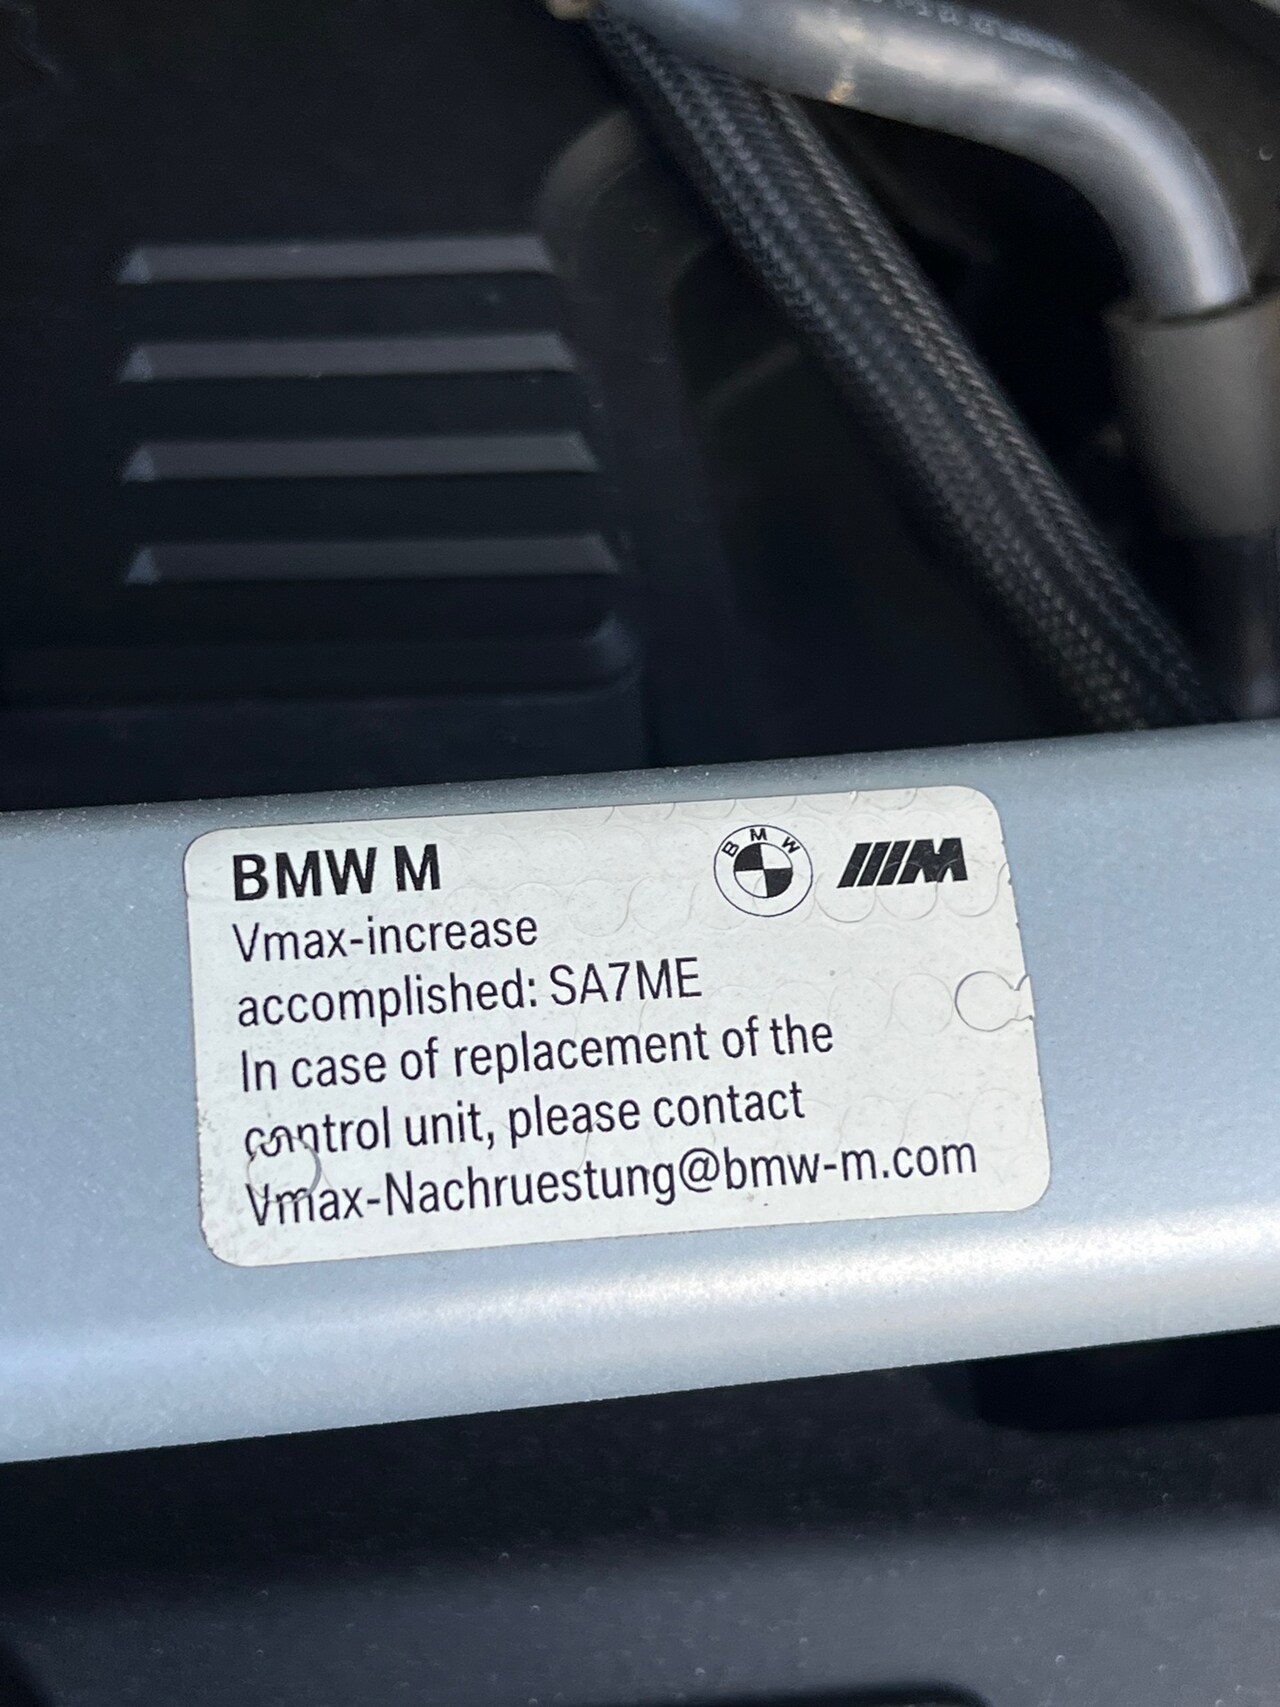 BMW M
BMW
M
Vmax-increase
accomplished: SA7ME
In case of replacement of the
control unit, please contact
Vmax-Nachruestung@bmw-m.com